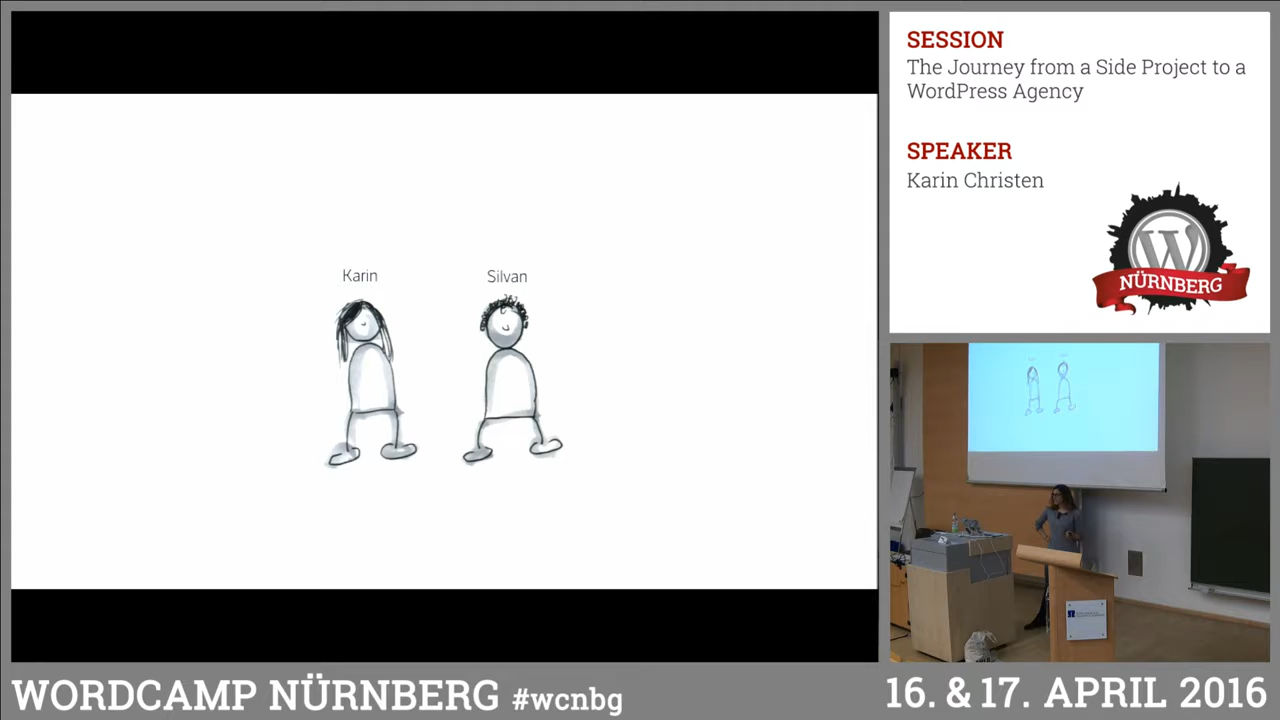 Karin
Silvan
SESSION
The Journey from a Side Project to a
WordPress Agency
SPEAKER
Karin Christen
W
NÜRNBERG
WORDCAMP NÜRNBERG #wcnbg
16. & 17. APRIL 2016